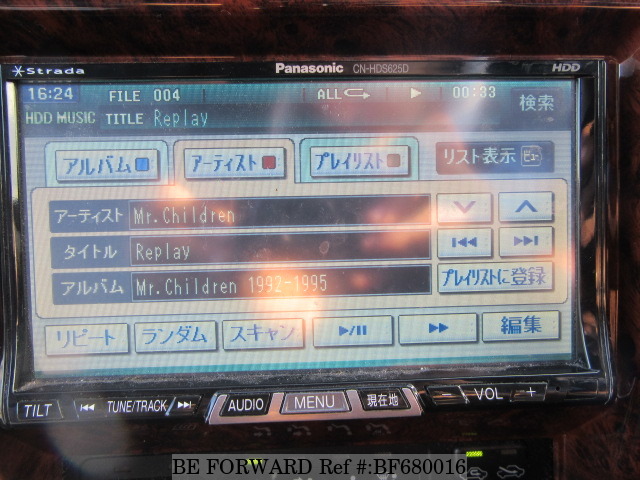 Strada Panasonic CN-HDS625D HDD
16:24 FILE 004 ALL 00:33 検索
HDD MUSIC TITLE Replay
アルバム アーティスト プレイリスト リスト表示
アーティスト Mr.Children
タイトル Replay
アルバム Mr.Children 1992-1995
プレイリストに登録
リピート ランダム スキャン 編集
TILT TUNE/TRACK AUDIO MENU 現在地 - VOL +
BE FORWARD Ref #:BF680016